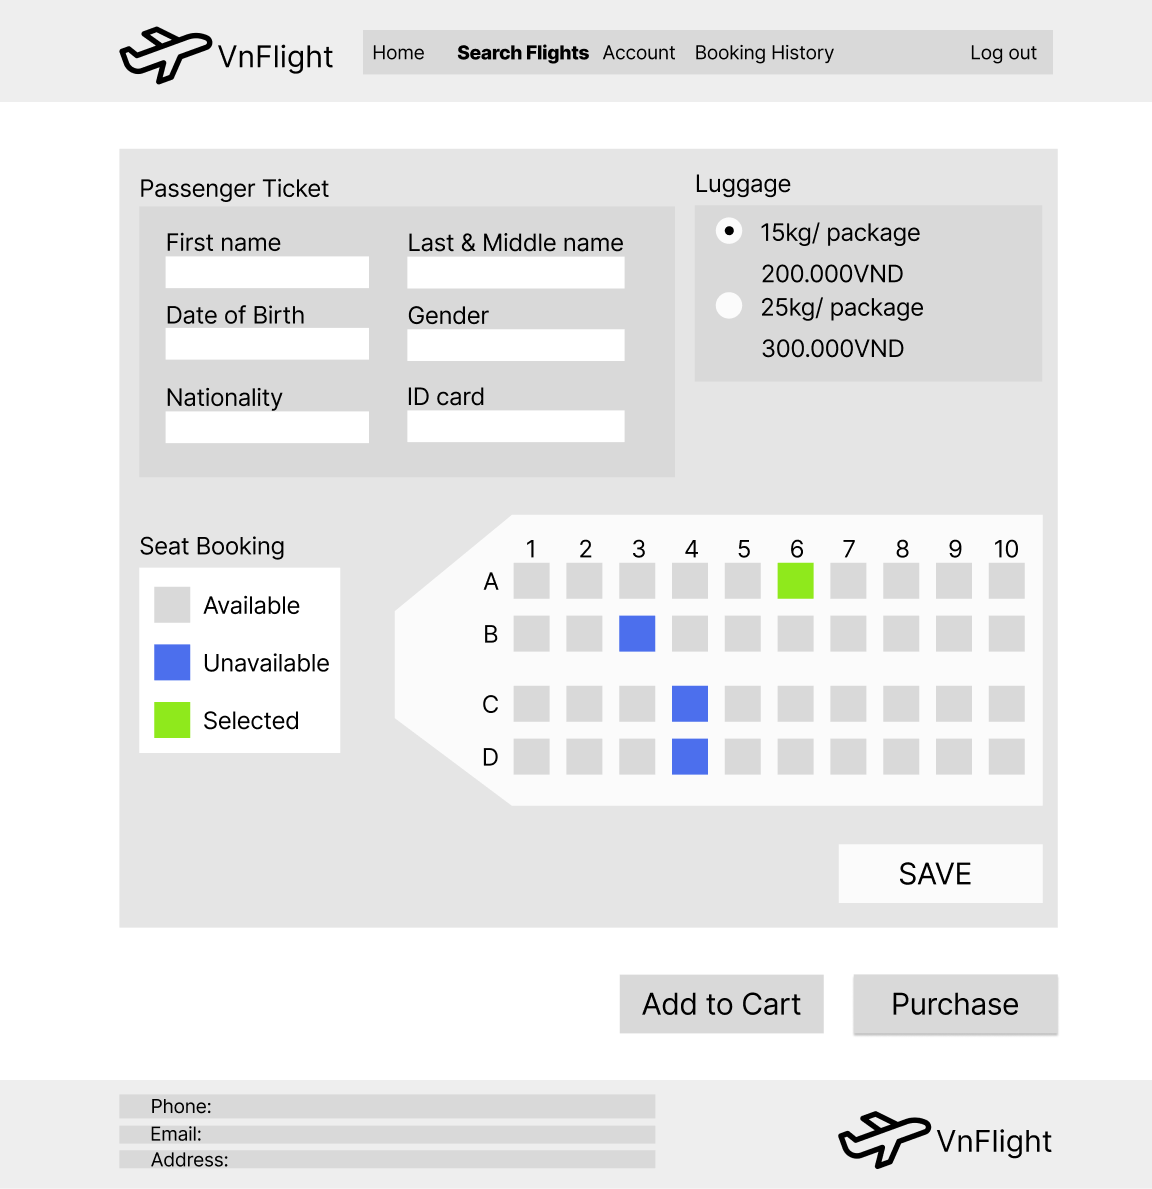 VnFlight
Home Search Flights Account Booking History Log out
Passenger Ticket
Luggage
First name Last & Middle name
15kg/ package
200.000VND
Date of Birth Gender
25kg/ package
300.000VND
Nationality ID card
Seat Booking
Available
Unavailable
Selected
1 2 3 4 5 6 7 8 9 10
A
B
C
D
SAVE
Add to Cart Purchase
Phone:
Email:
Address:
VnFlight